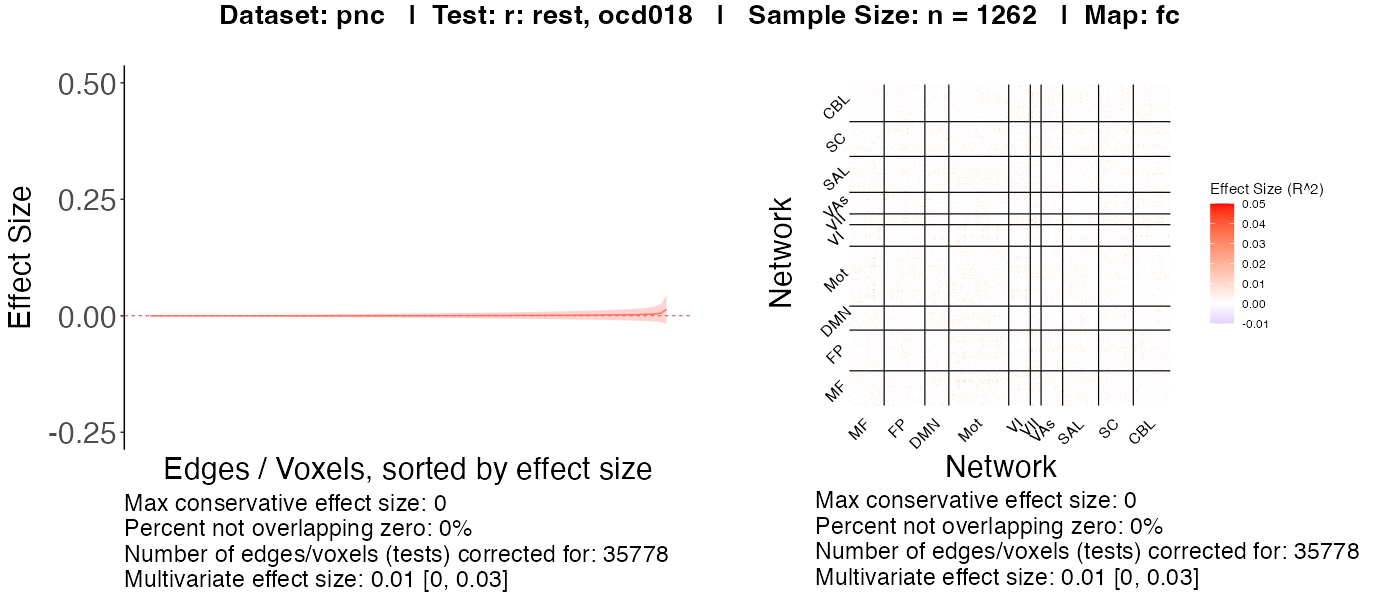 Dataset: pnc | Test: r: rest, ocd018 | Sample Size: n = 1262 | Map: fc
Effect Size
0.50
0.25
0.00
-0.25
Edges / Voxels, sorted by effect size
Max conservative effect size: 0
Percent not overlapping zero: 0%
Number of edges/voxels (tests) corrected for: 35778
Multivariate effect size: 0.01 [0, 0.03]
Network
CBL
SC
SAL
VAs
VII
VI
Mot
DMN
FP
MF
MF
FP
DMN
Mot
VI
VII
VAs
SAL
SC
CBL
Network
Effect Size (R^2)
0.05
0.04
0.03
0.02
0.01
0.00
-0.01
Max conservative effect size: 0
Percent not overlapping zero: 0%
Number of edges/voxels (tests) corrected for: 35778
Multivariate effect size: 0.01 [0, 0.03]